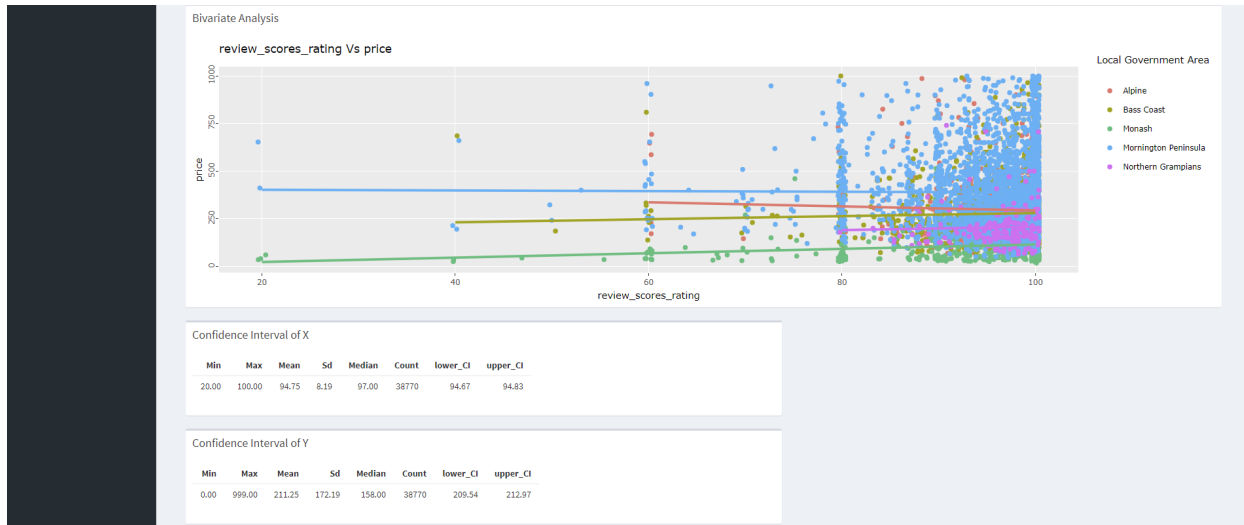 Bivariate Analysis
review_scores_rating Vs price
Local Government Area
Alpine
Bass Coast
Monash
Mornington Peninsula
Northern Grampians
price
1000
750
500
250
0
20 40 60 80 100
review_scores_rating
Confidence Interval of X
Min Max Mean Sd Median Count lower_CI upper_CI
20.00 100.00 94.75 8.19 97.00 38770 94.67 94.83
Confidence Interval of Y
Min Max Mean Sd Median Count lower_CI upper_CI
0.00 999.00 211.25 172.19 158.00 38770 209.54 212.97